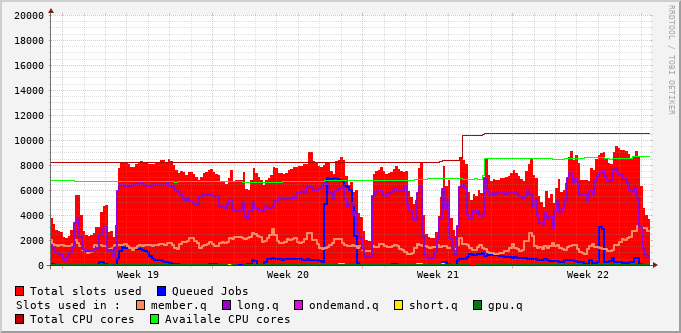 20000
18000
16000
14000
12000
10000
8000
6000
4000
2000
0
Week 19 Week 20 Week 21 Week 22
RRDTOOL / TOBI OETIKER
Total slots used Queued Jobs
Slots used in : member.q long.q ondemand.q short.q gpu.q
Total CPU cores Availale CPU cores